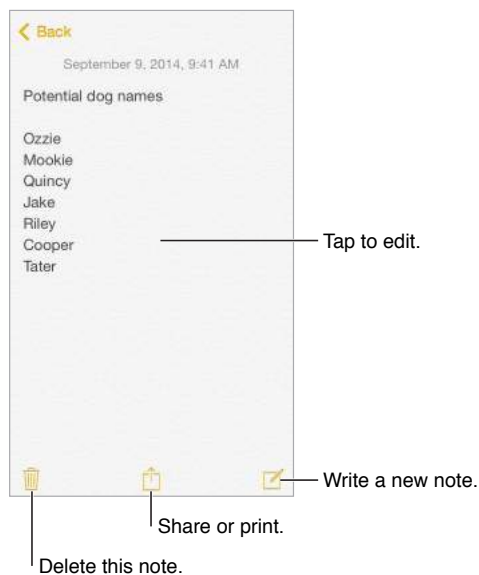 Back
September 9, 2014, 9:41 AM
Potential dog names
Ozzie
Mookie
Quincy
Jake
Riley
Cooper
Tater
Tap to edit.
Write a new note.
Share or print.
Delete this note.